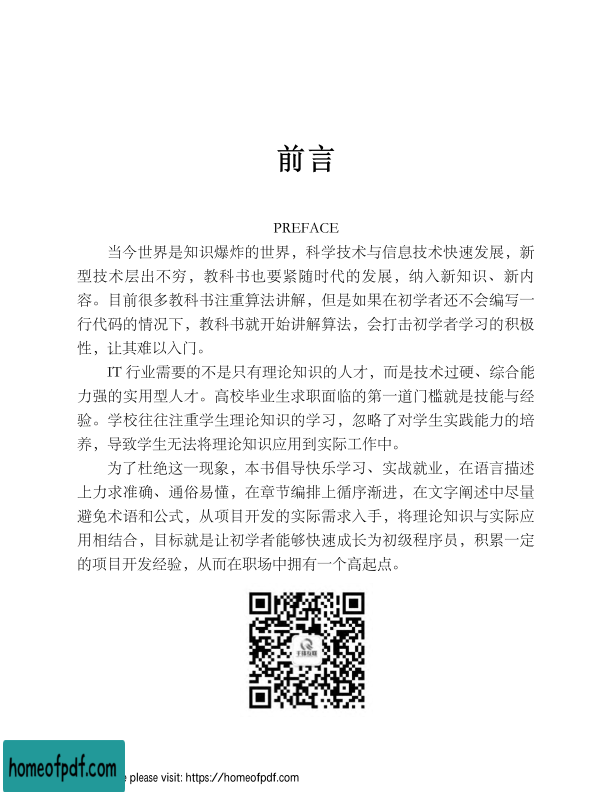 前言
PREFACE
当今世界是知识爆炸的世界，科学技术与信息技术快速发展，新
型技术层出不穷，教科书也要紧随时代的发展，纳入新知识、新内
容。目前很多教科书注重算法讲解，但是如果在初学者还不会编写一
行代码的情况下，教科书就开始讲解算法，会打击初学者学习的积极
性，让其难以入门。
IT 行业需要的不是只有理论知识的人才，而是技术过硬、综合能
力强的实用型人才。高校毕业生求职面临的第一道门槛就是技能与经
验。学校往往注重学生理论知识的学习，忽略了对学生实践能力的培
养，导致学生无法将理论知识应用到实际工作中。
为了杜绝这一现象，本书倡导快乐学习、实战就业，在语言描述
上力求准确、通俗易懂，在章节编排上循序渐进，在文字阐述中尽量
避免术语和公式，从项目开发的实际需求入手，将理论知识与实际应
用相结合，目标就是让初学者能够快速成长为初级程序员，积累一定
的项目开发经验，从而在职场中拥有一个高起点。
千锋互联
homeofpdf.com
e please visit: https://homeofpdf.com